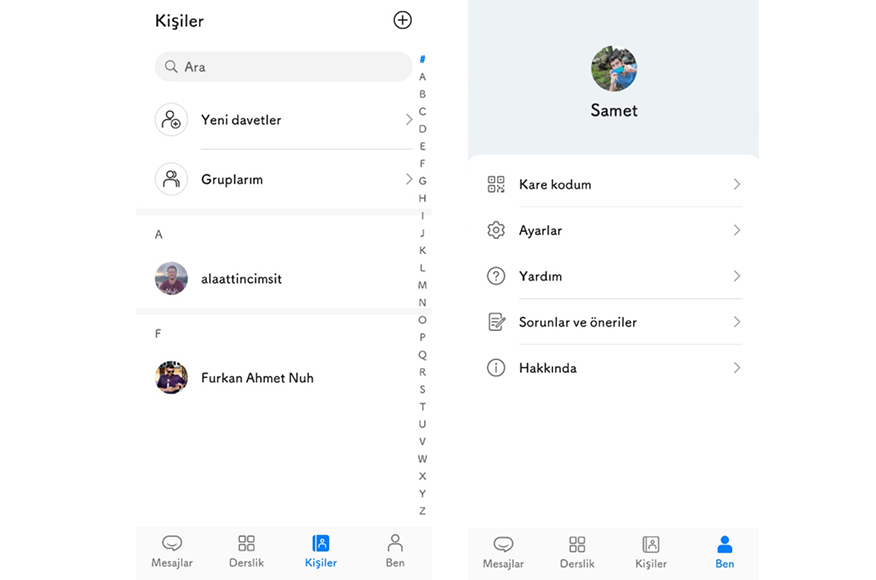 Kişiler
Ara
Yeni davetler
Gruplarım
A
alaattincimsit
F
Furkan Ahmet Nuh
#
A
B
C
D
E
F
G
H
I
J
K
L
M
N
O
P
Q
R
S
T
U
V
W
X
Y
Z
Mesajlar Derslik Kişiler Ben
Samet
Kare kodum
Ayarlar
Yardım
Sorunlar ve öneriler
Hakkında
Mesajlar Derslik Kişiler Ben